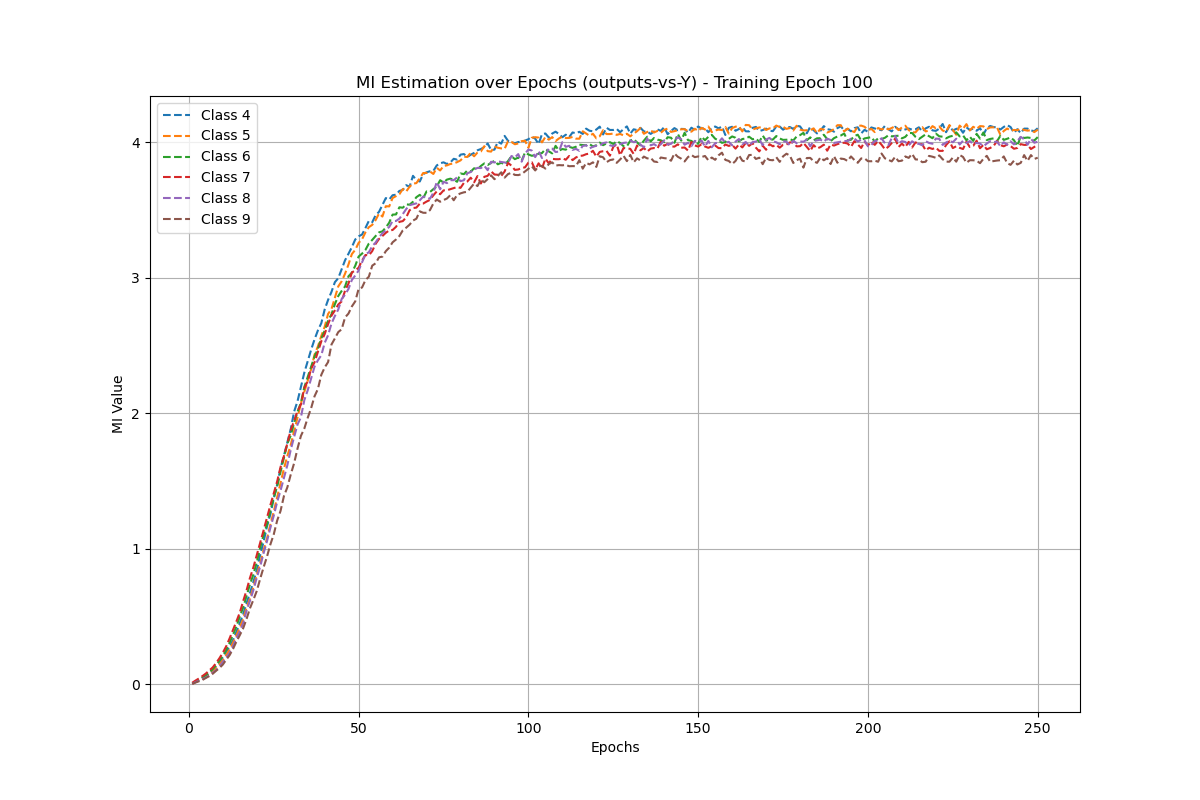 MI Estimation over Epochs (outputs-vs-Y) - Training Epoch 100
Class 4
Class 5
Class 6
Class 7
Class 8
Class 9
MI Value
4
3
2
1
0
0 50 100 150 200 250
Epochs